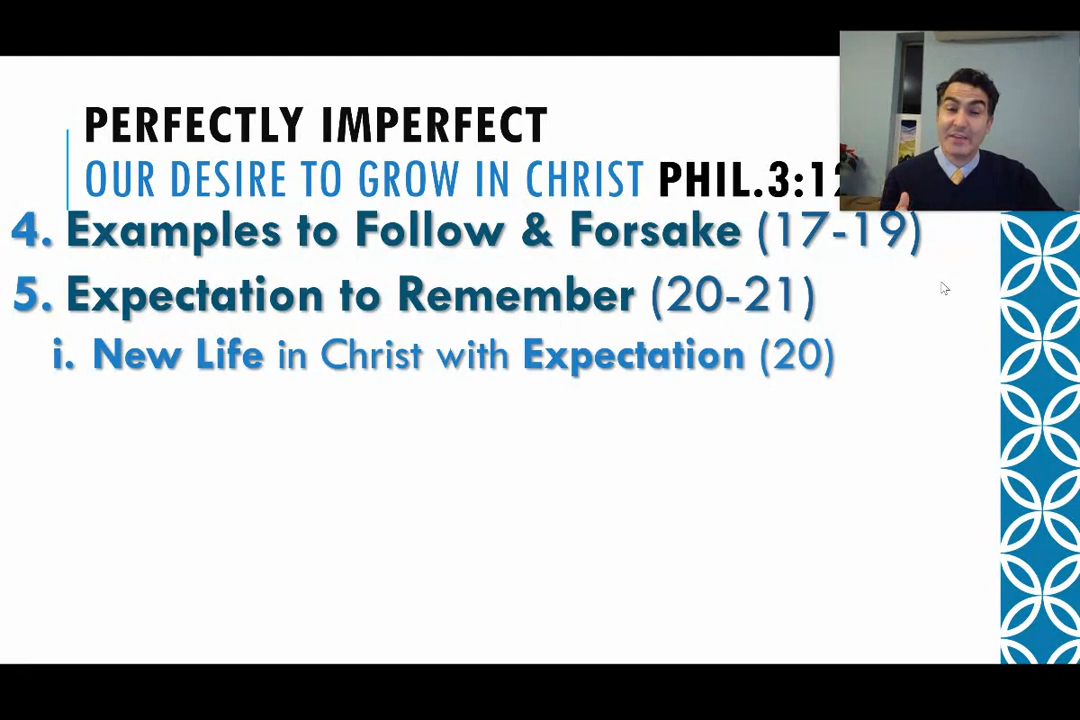 PERFECTLY IMPERFECT
OUR DESIRE TO GROW IN CHRIST PHIL.3:12
4. Examples to Follow & Forsake (17-19)
5. Expectation to Remember (20-21)
i. New Life in Christ with Expectation (20)